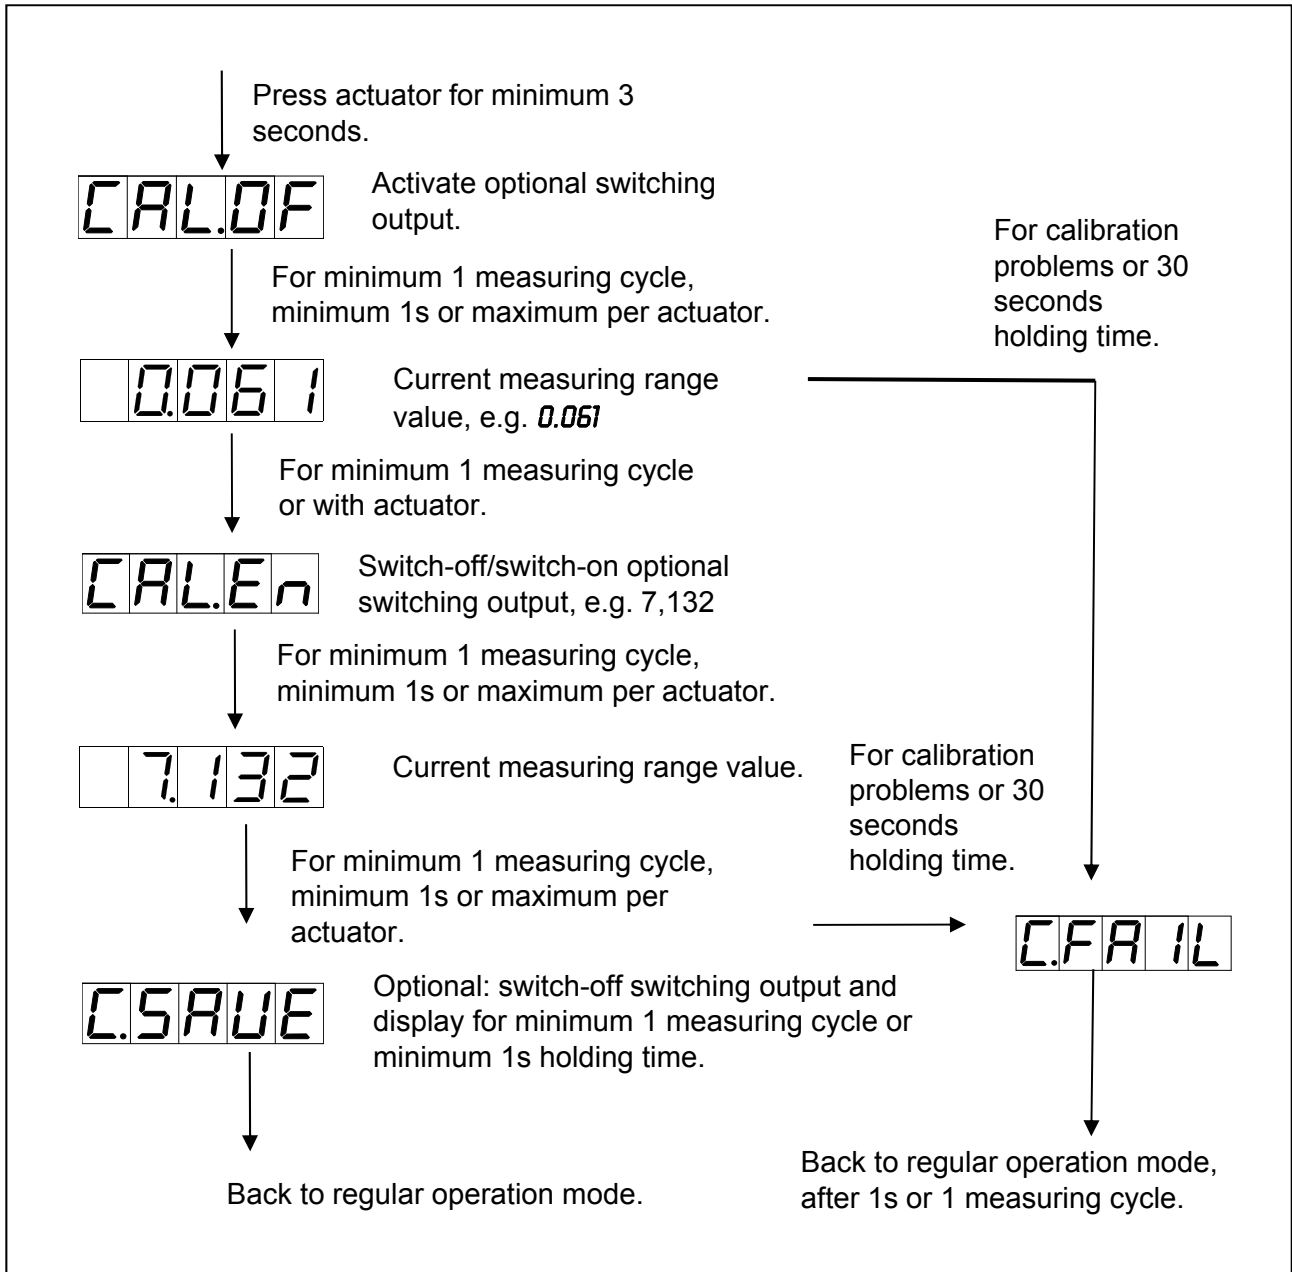 Press actuator for minimum 3
seconds.
CAL.OF
Activate optional switching
output.
For minimum 1 measuring cycle,
minimum 1s or maximum per actuator.
For calibration
problems or 30
seconds
holding time.
0.061
Current measuring range
value, e.g. 0.061
For minimum 1 measuring cycle
or with actuator.
CAL.En
Switch-off/switch-on optional
switching output, e.g. 7,132
For minimum 1 measuring cycle,
minimum 1s or maximum per actuator.
7.132
Current measuring range value.
For calibration
problems or 30
seconds
holding time.
For minimum 1 measuring cycle,
minimum 1s or maximum per
actuator.
C.FAIL
C.SAVE
Optional: switch-off switching output and
display for minimum 1 measuring cycle or
minimum 1s holding time.
Back to regular operation mode.
Back to regular operation mode,
after 1s or 1 measuring cycle.